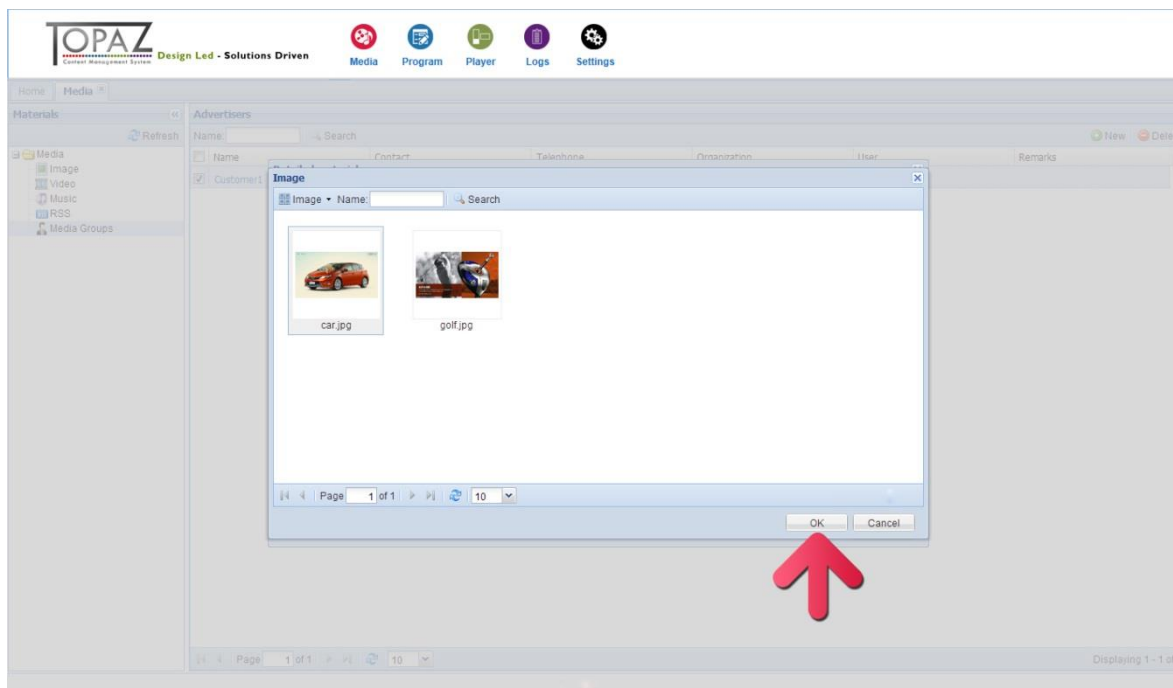 TOPAZ
Content Management System
Design Led - Solutions Driven
Media Program Player Logs Settings
Home Media
Materials
Advertisers
Refresh
Name: Search
New
Media
Image
Video
Music
RSS
Media Groups
Name Contact Telephone Organization User Remarks
Customer1
Image
Image Name: Search
car.jpg
golf.jpg
Page 1 of 1 10
OK Cancel
Page 1 of 1 10
Displaying 1 - 1